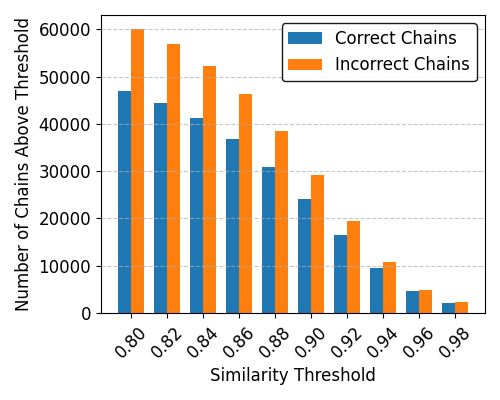 Correct Chains
Incorrect Chains
Number of Chains Above Threshold
60000
50000
40000
30000
20000
10000
0
0.80 0.82 0.84 0.86 0.88 0.90 0.92 0.94 0.96 0.98
Similarity Threshold